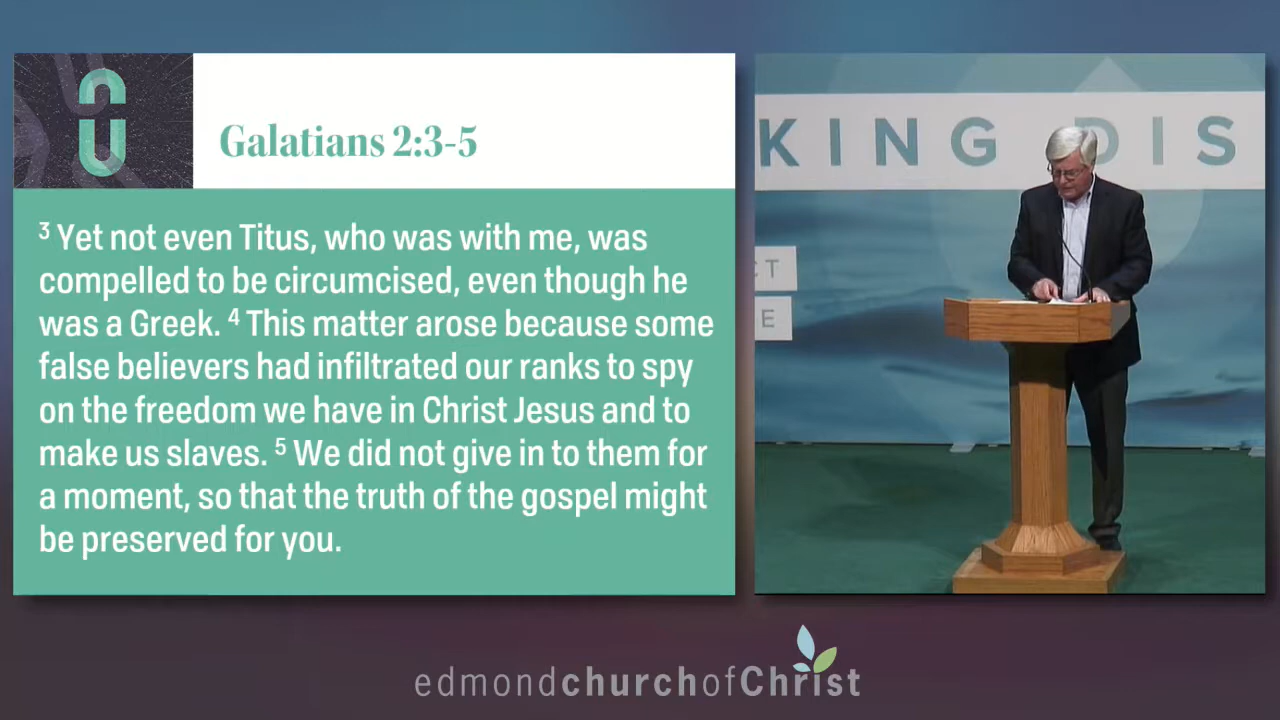 Galatians 2:3-5
³ Yet not even Titus, who was with me, was
compelled to be circumcised, even though he
was a Greek. ⁴ This matter arose because some
false believers had infiltrated our ranks to spy
on the freedom we have in Christ Jesus and to
make us slaves. ⁵ We did not give in to them for
a moment, so that the truth of the gospel might
be preserved for you.
KING DIS
CT
E
edmondchurchofChrist